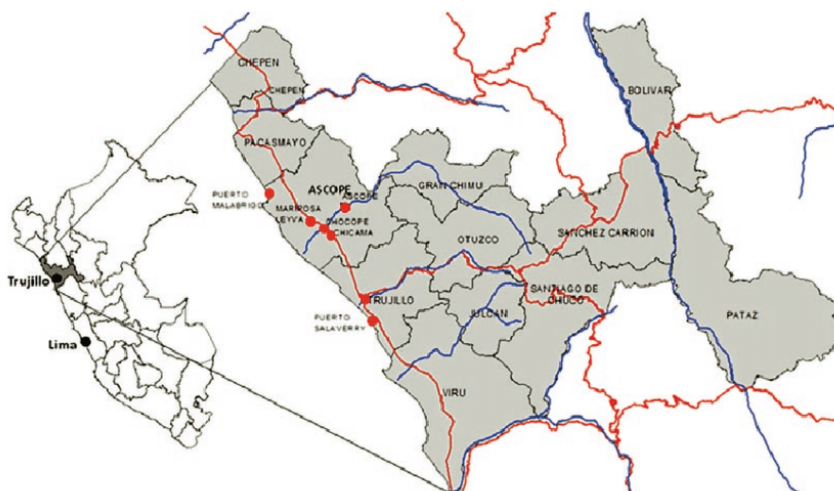 CHEPEN
CHEPEN
BOLIVAR
PACASMAYO
ASCOPE
ASCOPE
GRAN CHIMU
PUERTO
MALABRIGO
MARIPOSA
LEYVA
CHOCOPE
CHICAMA
OTUZCO
SANCHEZ CARRION
Trujillo
TRUJILLO
SANTIAGO DE
CHUCO
JULCAN
PUERTO
SALAVERRY
PATAZ
Lima
VIRU